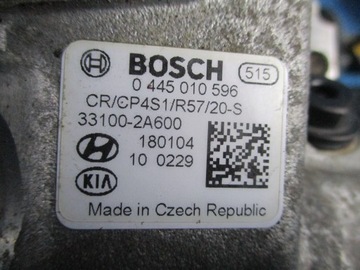 BOSCH 515
0 445 010 596
CR/CP4S1/R57/20-S
33100-2A600
180104
10 0229
KIA
Made in Czech Republic